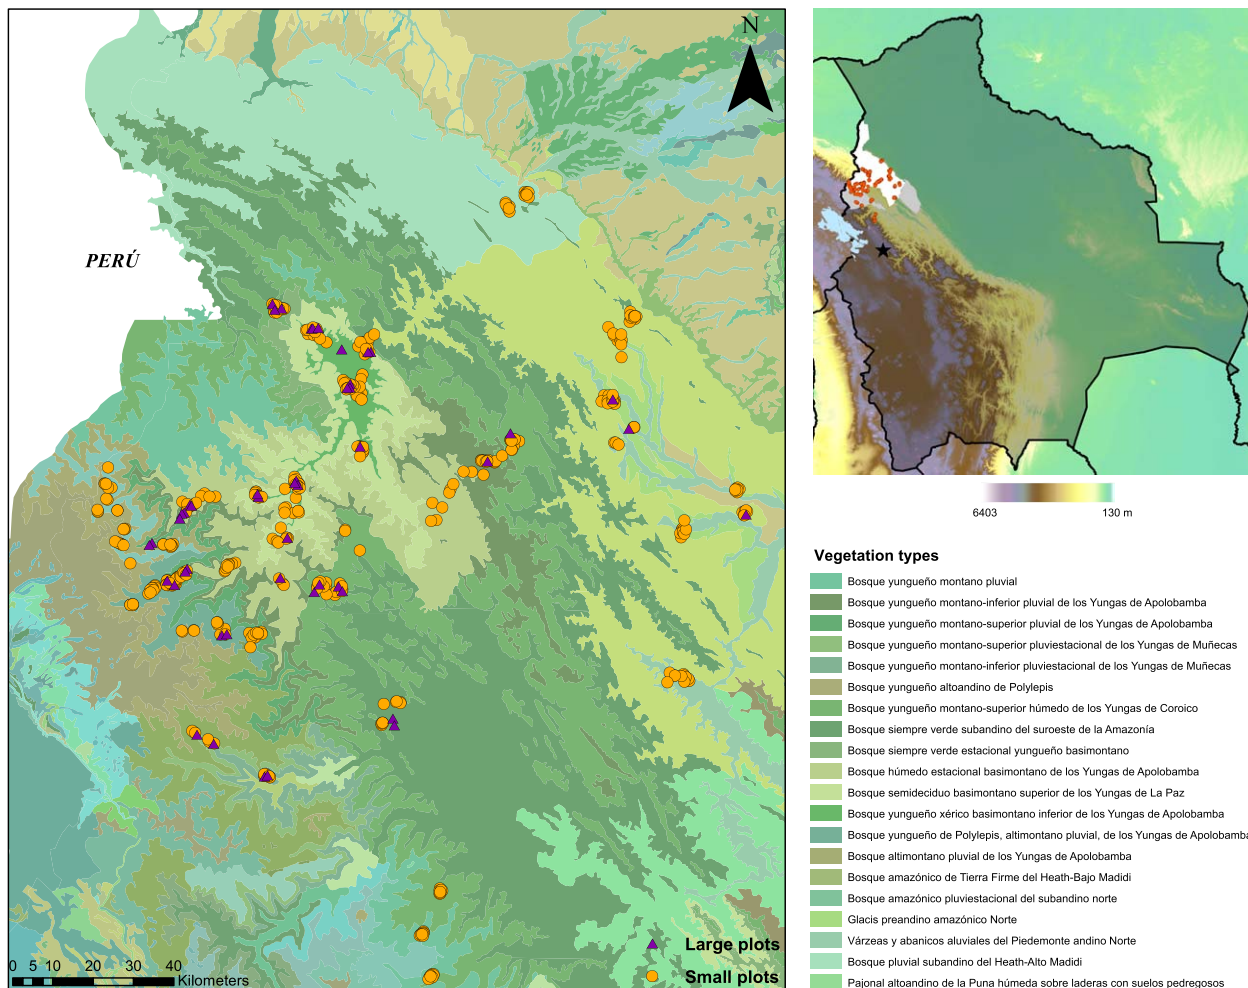 N
PERÚ
Large plots
Small plots
0 5 10 20 30 40
Kilometers
6403 130 m
Vegetation types
Bosque yungueño montano pluvial
Bosque yungueño montano-inferior pluvial de los Yungas de Apolobamba
Bosque yungueño montano-superior pluvial de los Yungas de Apolobamba
Bosque yungueño montano-superior pluviestacional de los Yungas de Muñecas
Bosque yungueño montano-inferior pluviestacional de los Yungas de Muñecas
Bosque yungueño altoandino de Polylepis
Bosque yungueño montano-superior húmedo de los Yungas de Coroico
Bosque siempre verde subandino del suroeste de la Amazonía
Bosque siempre verde estacional yungueño basimontano
Bosque húmedo estacional basimontano de los Yungas de Apolobamba
Bosque semideciduo basimontano superior de los Yungas de La Paz
Bosque yungueño xérico basimontano inferior de los Yungas de Apolobamba
Bosque yungueño de Polylepis, altimontano pluvial, de los Yungas de Apolobamba
Bosque altimontano pluvial de los Yungas de Apolobamba
Bosque amazónico de Tierra Firme del Heath-Bajo Madidi
Bosque amazónico pluviestacional del subandino norte
Glacis preandino amazónico Norte
Várzeas y abanicos aluviales del Piedemonte andino Norte
Bosque pluvial subandino del Heath-Alto Madidi
Pajonal altoandino de la Puna húmeda sobre laderas con suelos pedregosos